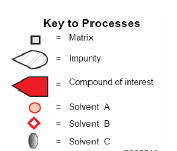 Key to Processes
= Matrix
= Impurity
= Compound of interest
= Solvent A
= Solvent B
= Solvent C